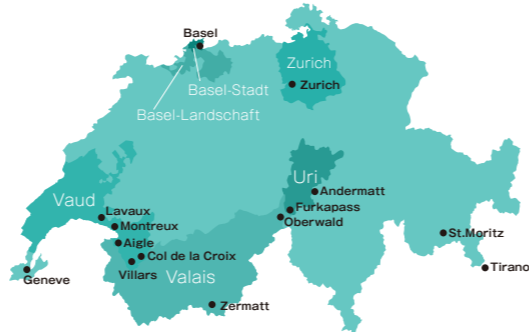 Basel
Zurich
Basel-Stadt
Zurich
Basel-Landschaft
Uri
Vaud
Andermatt
Lavaux
Furkapass
Oberwald
Montreux
St.Moritz
Aigle
Col de la Croix
Villars
Valais
Tirano
Geneve
Zermatt